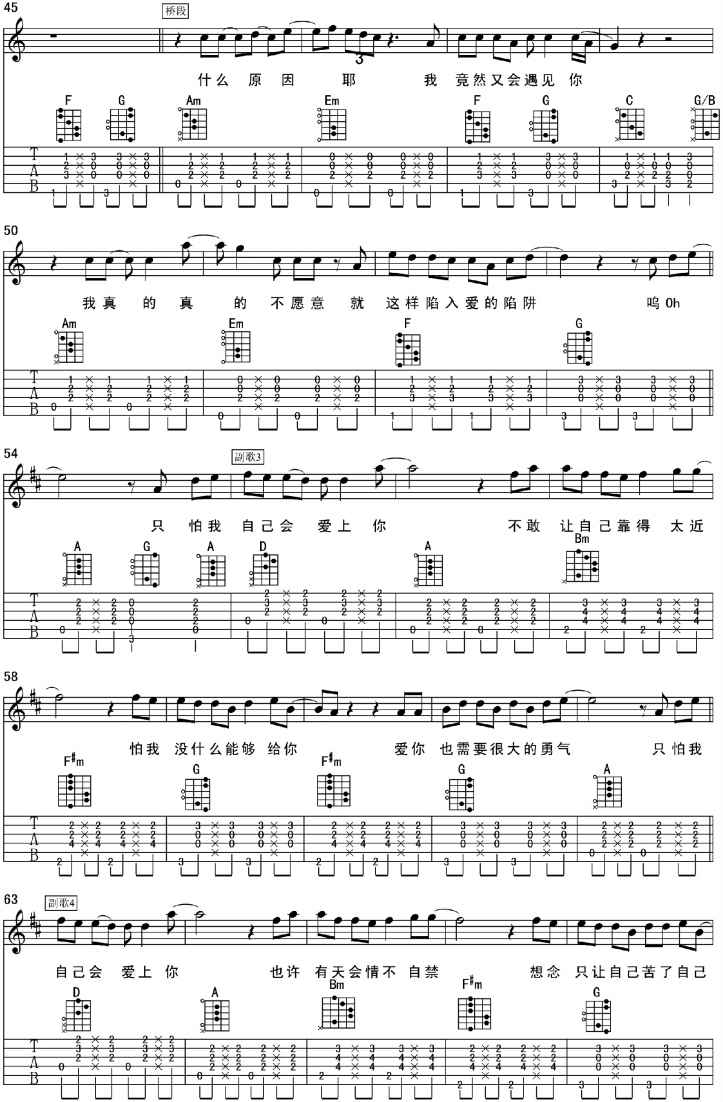 45 桥段
什么 原 因 耶 我 竟然又会遇见你
F G Am Em F G C G/B
50
我真 的 真 的 不愿意 就 这样陷入爱的陷阱 呜Oh
Am Em F G
54 副歌3
只 怕我 自己会 爱上你 不敢 让自己靠得 太近
A G A D A Bm
58
怕我 没什么能够 给你 爱你 也需要很大的勇气 只怕我
F#m G F#m G A
63 副歌4
自己会 爱上你 也许 有天会情不 自禁 想念 只让自己苦了自己
D A Bm F#m G